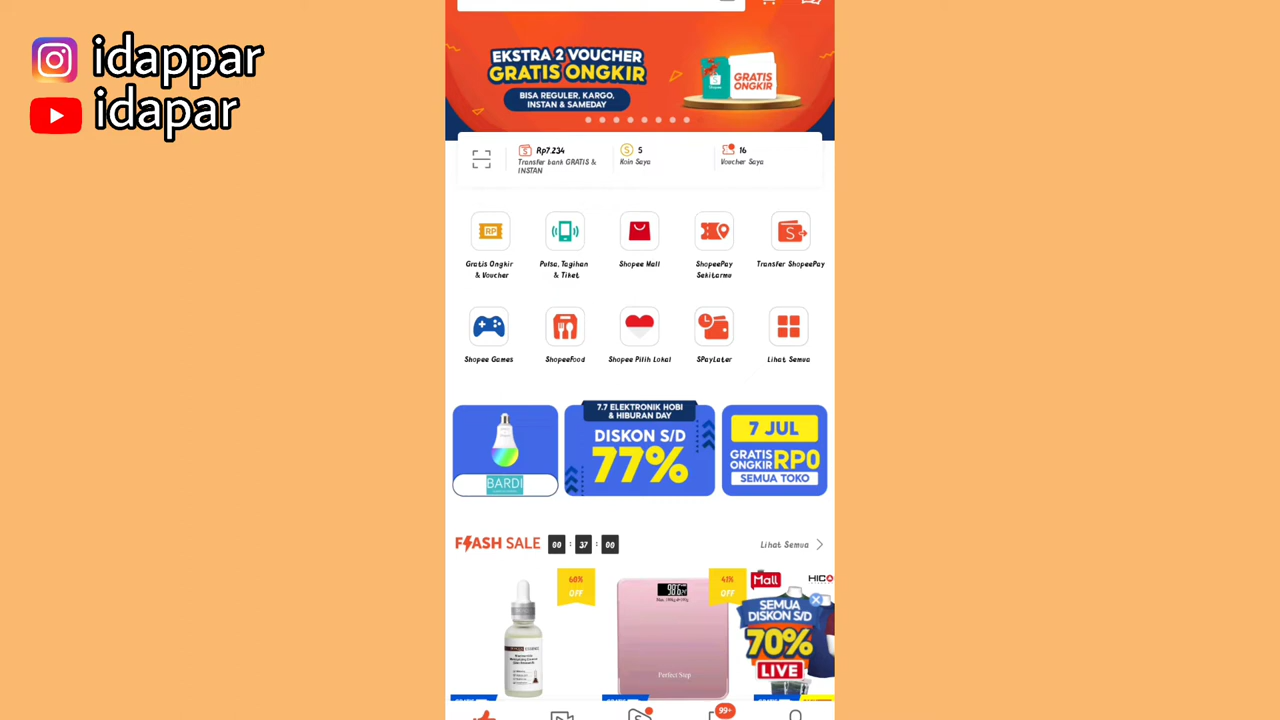 idappar
idapar
EKSTRA 2 VOUCHER
GRATIS ONGKIR
BISA REGULER, KARGO,
INSTAN & SAMEDAY
GRATIS
ONGKIR
Rp7.234
Transfer bank GRATIS &
INSTAN
5
Koin Saya
16
Voucher Saya
RP
Gratis Ongkir
& Voucher
Pulsa, Tagihan
& Tiket
Shopee Mall
ShopeePay
Sekitarmu
Transfer ShopeePay
Shopee Games
ShopeeFood
Shopee Pilih Lokal
SPayLater
Lihat Semua
BARDI
7.7 ELEKTRONIK HOBI
& HIBURAN DAY
DISKON S/D
77%
7 JUL
GRATIS
ONGKIR RP0
SEMUA TOKO
FLASH SALE 00 : 37 : 00
Lihat Semua
60%
OFF
41%
OFF
Perfect Step
Mall
SEMUA
DISKON S/D
70%
LIVE
99+